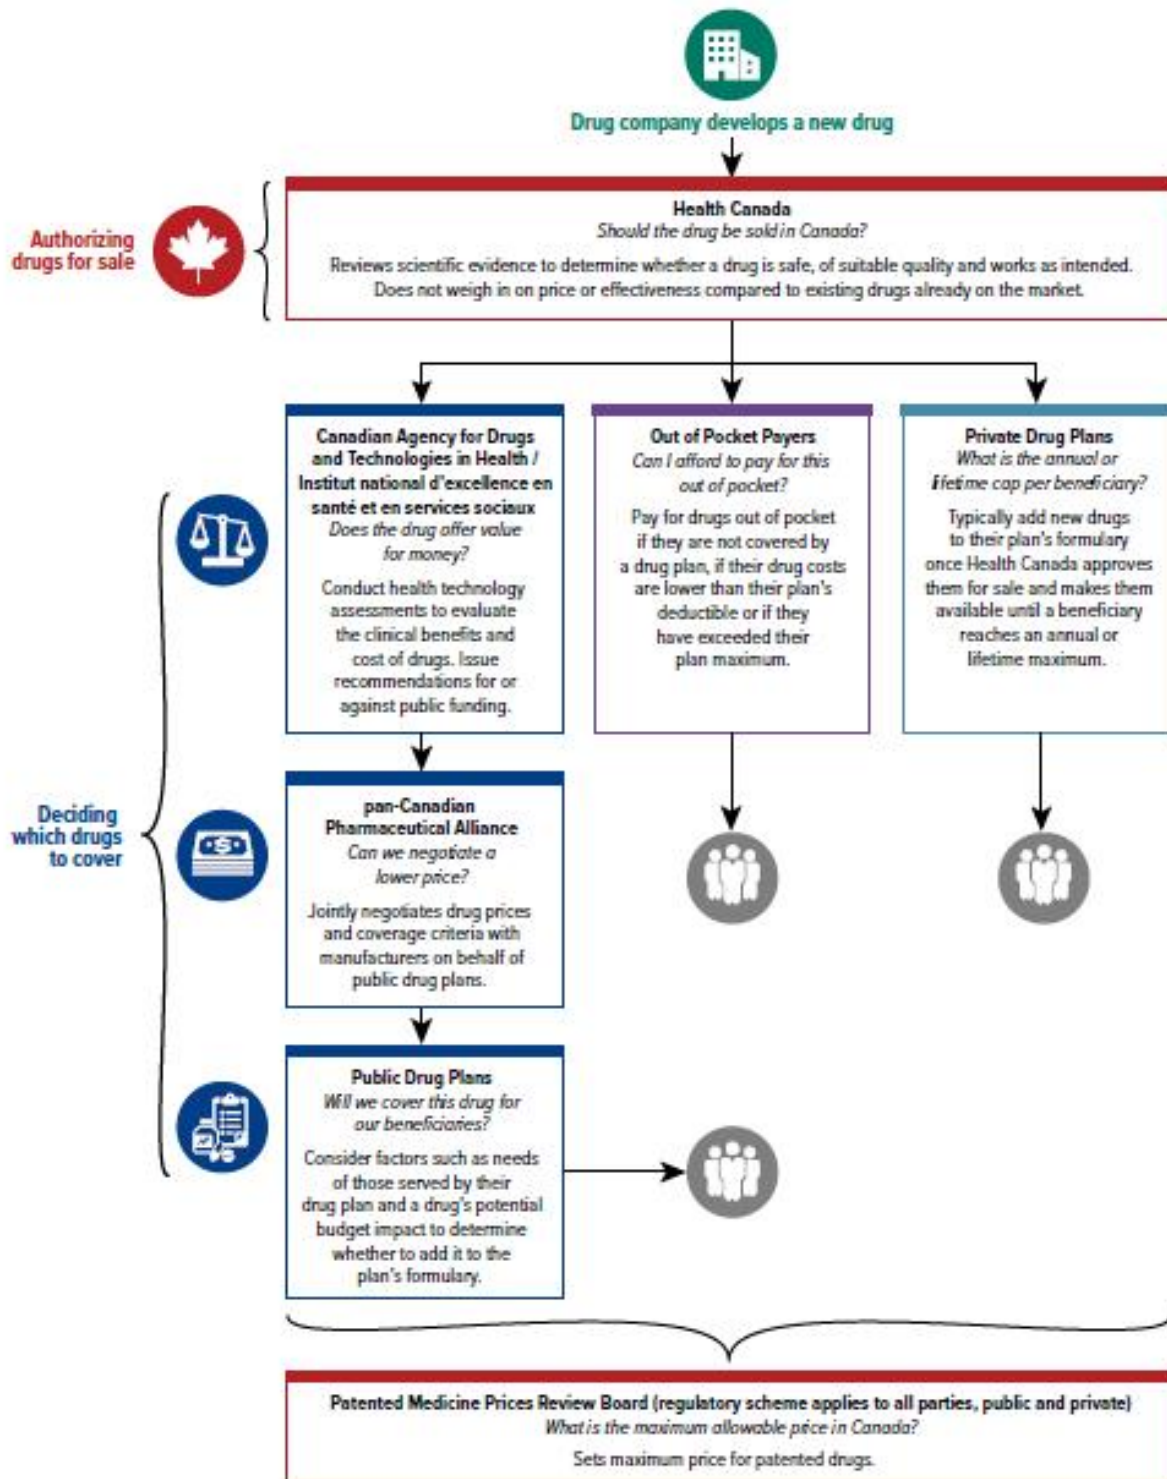 Drug company develops a new drug
Authorizing
drugs for sale
Health Canada
Should the drug be sold in Canada?
Reviews scientific evidence to determine whether a drug is safe, of suitable quality and works as intended.
Does not weigh in on price or effectiveness compared to existing drugs already on the market.
Deciding
which drugs
to cover
Canadian Agency for Drugs
and Technologies in Health /
Institut national d'excellence en
santé et en services sociaux
Does the drug offer value
for money?
Conduct health technology
assessments to evaluate
the clinical benefits and
cost of drugs. Issue
recommendations for or
against public funding.
Out of Pocket Payers
Can I afford to pay for this
out of pocket?
Pay for drugs out of pocket
if they are not covered by
a drug plan, if their drug costs
are lower than their plan's
deductible or if they
have exceeded their
plan maximum.
Private Drug Plans
What is the annual or
lifetime cap per beneficiary?
Typically add new drugs
to their plan's formulary
once Health Canada approves
them for sale and makes them
available until a beneficiary
reaches an annual or
lifetime maximum.
pan-Canadian
Pharmaceutical Alliance
Can we negotiate a
lower price?
Jointly negotiates drug prices
and coverage criteria with
manufacturers on behalf of
public drug plans.
Public Drug Plans
Will we cover this drug for
our beneficiaries?
Consider factors such as needs
of those served by their
drug plan and a drug's potential
budget impact to determine
whether to add it to the
plan's formulary.
Patented Medicine Prices Review Board (regulatory scheme applies to all parties, public and private)
What is the maximum allowable price in Canada?
Sets maximum price for patented drugs.